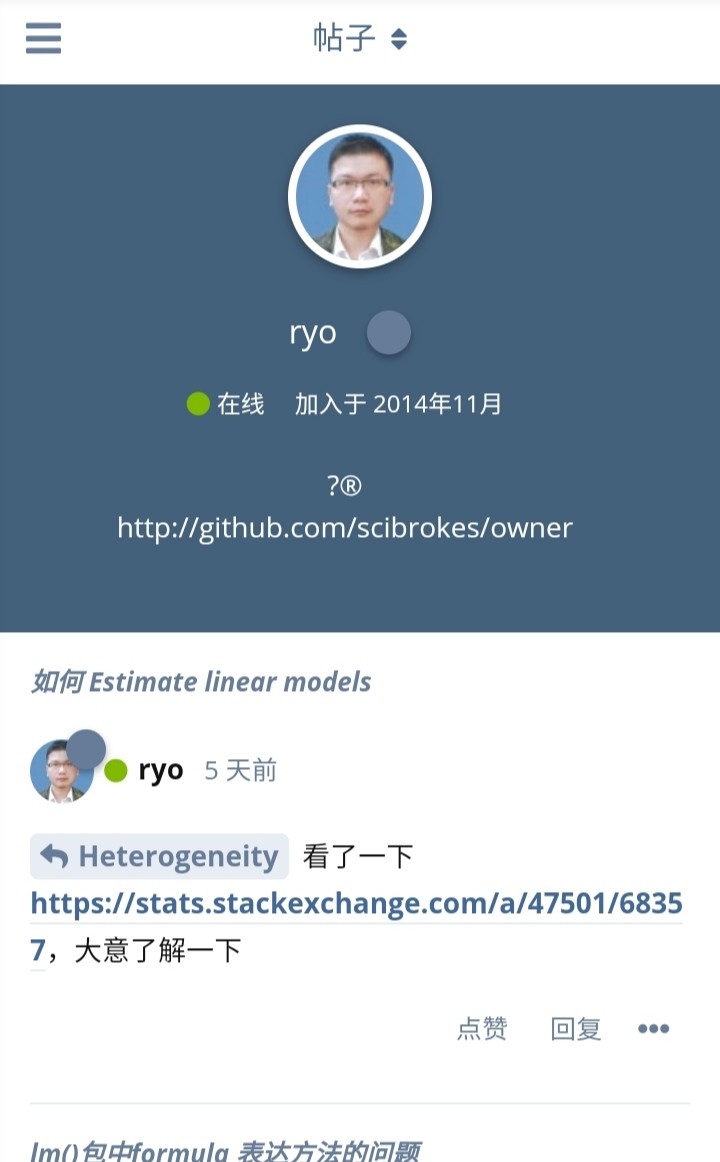 帖子
ryo
在线 加入于 2014年11月
?®
http://github.com/scibrokes/owner
如何 Estimate linear models
ryo 5 天前
Heterogeneity 看了一下
https://stats.stackexchange.com/a/47501/6835
7，大意了解一下
点赞 回复
lm()包中formula 表达方法的问题